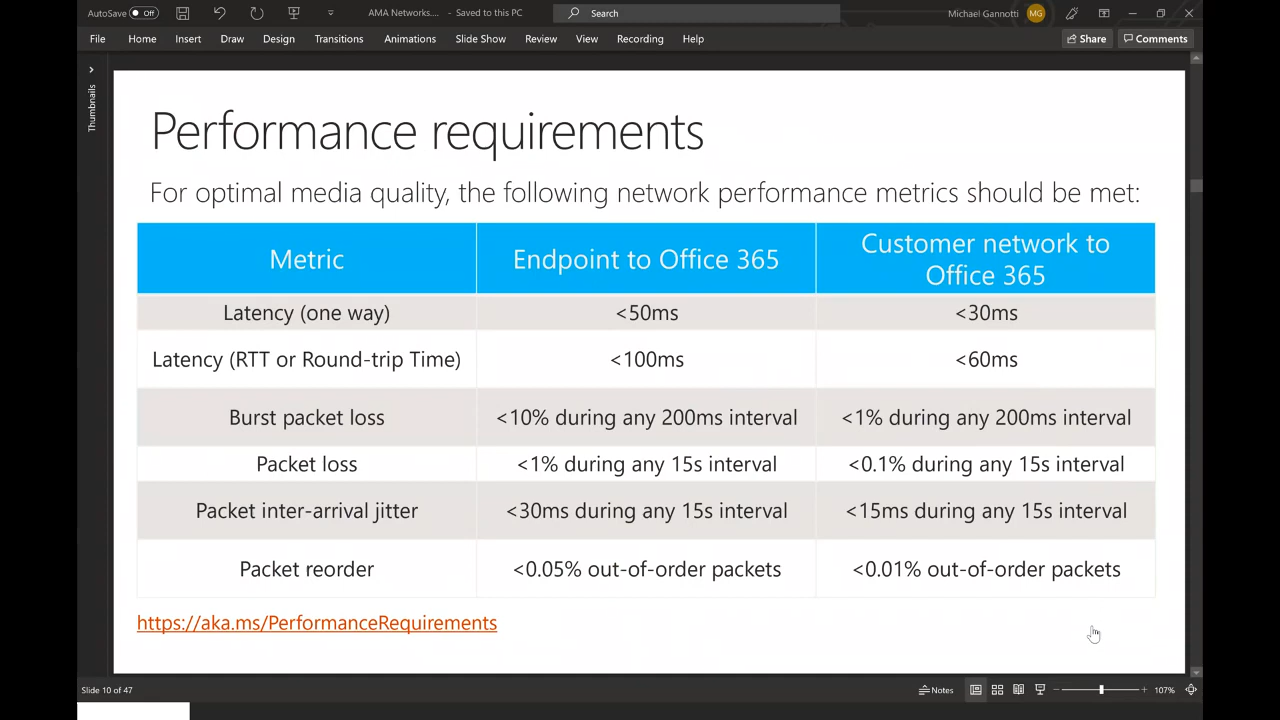 AutoSave Off AMA Networks.... - Saved to this PC Search Michael Gannotti MG
File Home Insert Draw Design Transitions Animations Slide Show Review View Recording Help Share Comments
Thumbnails
Performance requirements
For optimal media quality, the following network performance metrics should be met:
Metric Endpoint to Office 365 Customer network to
Office 365
Latency (one way) <50ms <30ms
Latency (RTT or Round-trip Time) <100ms <60ms
Burst packet loss <10% during any 200ms interval <1% during any 200ms interval
Packet loss <1% during any 15s interval <0.1% during any 15s interval
Packet inter-arrival jitter <30ms during any 15s interval <15ms during any 15s interval
Packet reorder <0.05% out-of-order packets <0.01% out-of-order packets
https://aka.ms/PerformanceRequirements
Slide 10 of 47 Notes 107%